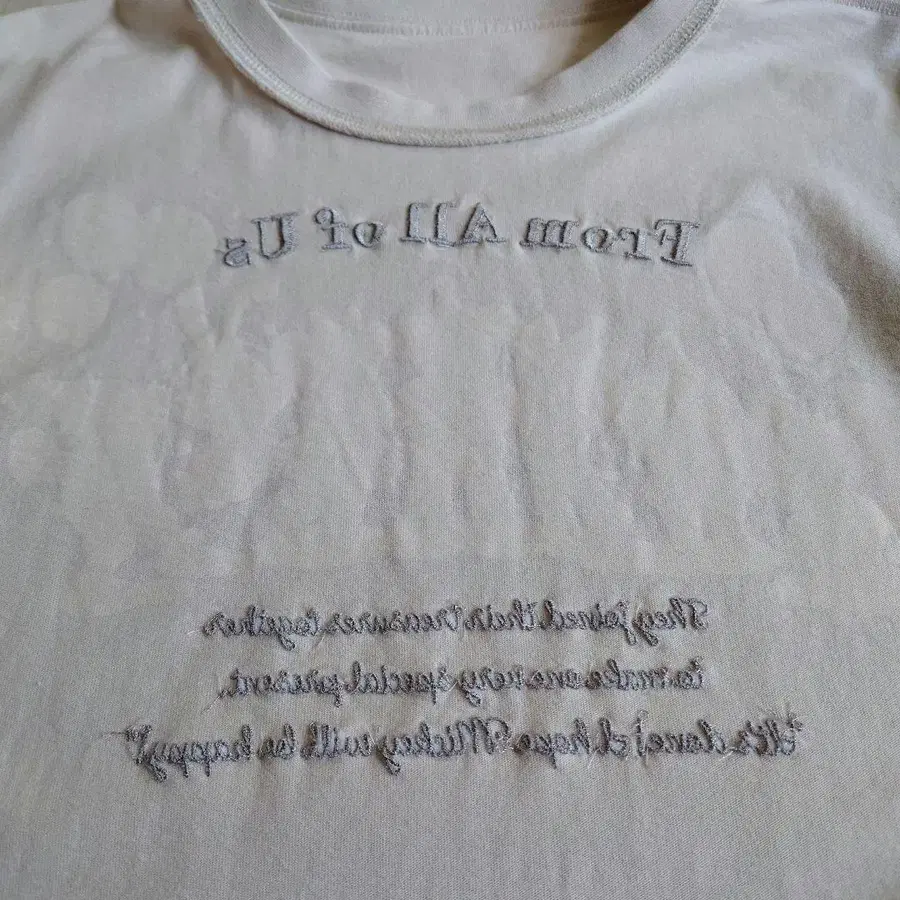 From All of Us
They joined their treasures together
to make one very special present.
"It's done! I hope Mickey will be happy!"